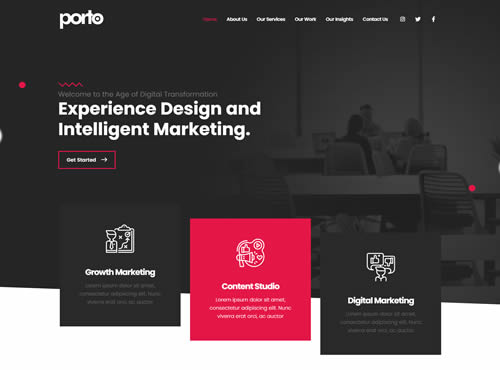 porto
Home About Us Our Services Our Work Our Insights Contact Us
Welcome to the Age of Digital Transformation
Experience Design and
Intelligent Marketing.
Get Started
Growth Marketing
Lorem ipsum dolor sit amet,
consectetur adipiscing elit. Nunc
viverra erat orci, ac auctor
Content Studio
Lorem ipsum dolor sit amet,
consectetur adipiscing elit. Nunc
viverra erat orci, ac auctor
Digital Marketing
Lorem ipsum dolor sit amet,
consectetur adipiscing elit. Nunc
viverra erat orci, ac auctor